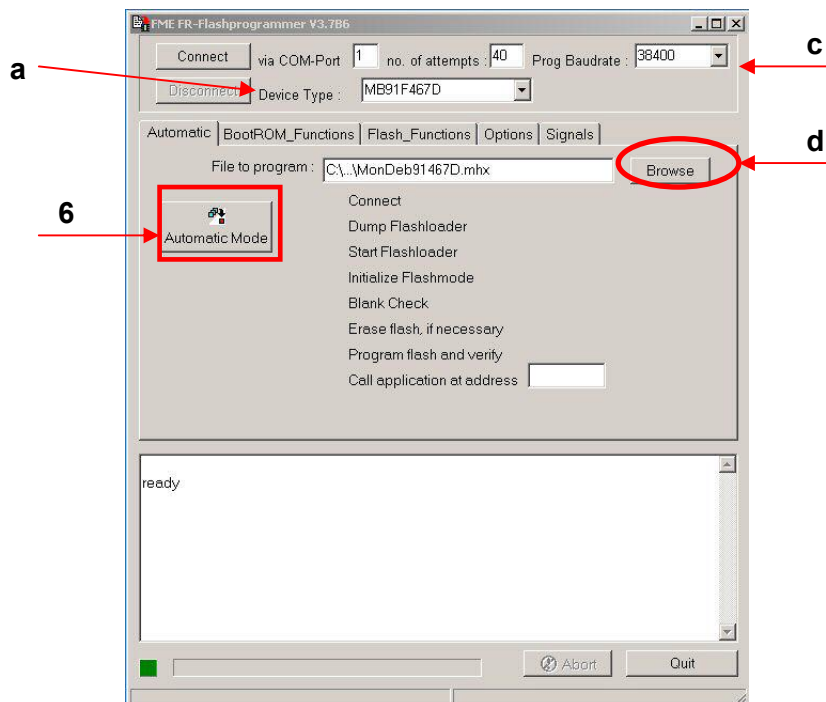 FME FR-Flashprogrammer V3.7B6
Connect via COM-Port 1 no. of attempts : 40 Prog Baudrate : 38400
c
a
Disconnect Device Type : MB91F467D
Automatic BootROM_Functions Flash_Functions Options Signals
d
File to program : C:\...\MonDeb91467D.mhx Browse
6
Automatic Mode
Connect
Dump Flashloader
Start Flashloader
Initialize Flashmode
Blank Check
Erase flash, if necessary
Program flash and verify
Call application at address
ready
Abort Quit